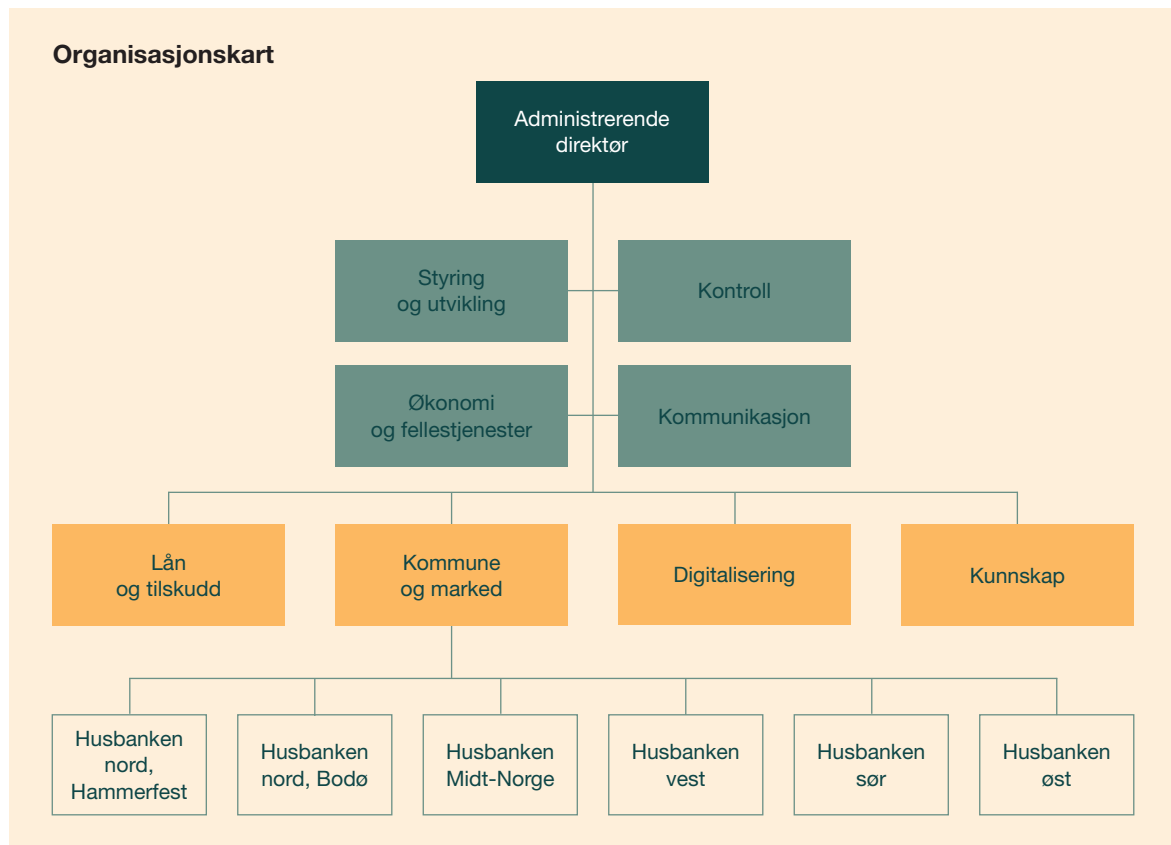 Organisasjonskart
Administrerende
direktør
Styring
og utvikling
Kontroll
Økonomi
og fellestjenester
Kommunikasjon
Lån
og tilskudd
Kommune
og marked
Digitalisering
Kunnskap
Husbanken
nord,
Hammerfest
Husbanken
nord, Bodø
Husbanken
Midt-Norge
Husbanken
vest
Husbanken
sør
Husbanken
øst